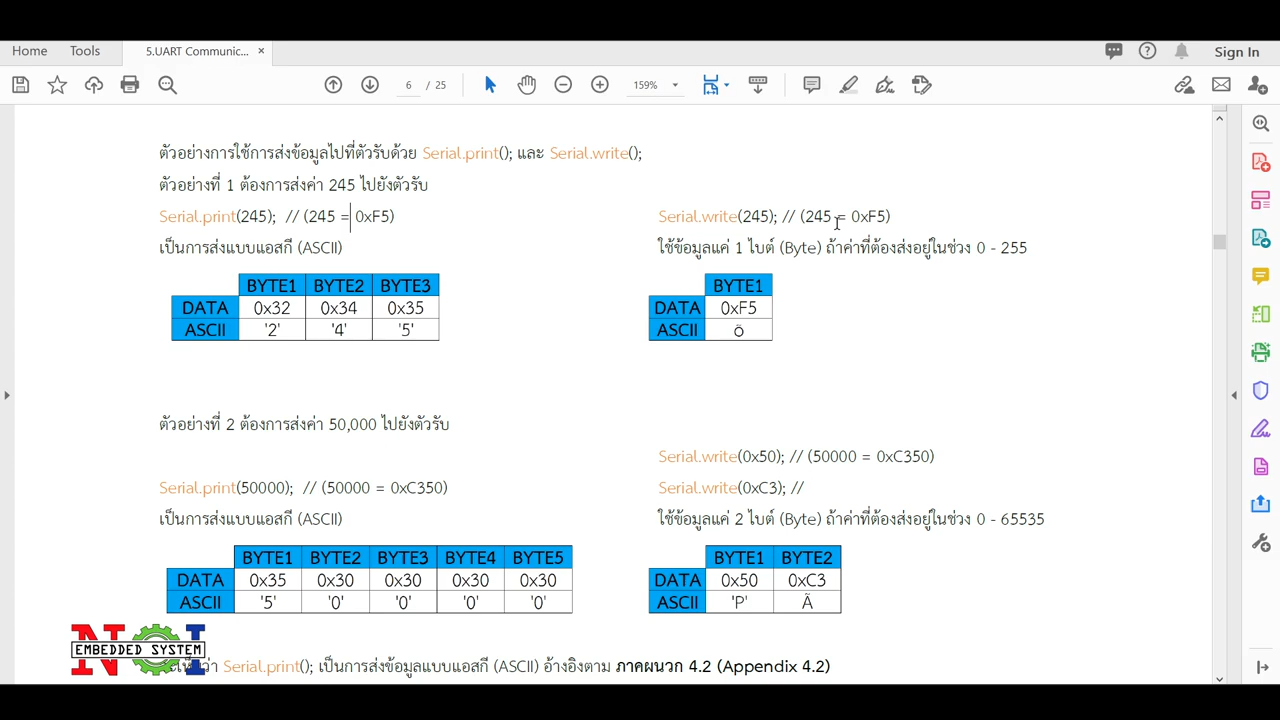 Home Tools 5.UART Communic... × Sign In
6 / 25 159%
ตัวอย่างการใช้การส่งข้อมูลไปที่ตัวรับด้วย Serial.print(); และ Serial.write();
ตัวอย่างที่ 1 ต้องการส่งค่า 245 ไปยังตัวรับ
Serial.print(245); // (245 = 0xF5)
เป็นการส่งแบบแอสกี (ASCII)
BYTE1 BYTE2 BYTE3
DATA 0x32 0x34 0x35
ASCII '2' '4' '5'
Serial.write(245); // (245 = 0xF5)
ใช้ข้อมูลแค่ 1 ไบต์ (Byte) ถ้าค่าที่ต้องส่งอยู่ในช่วง 0 - 255
BYTE1
DATA 0xF5
ASCII õ
ตัวอย่างที่ 2 ต้องการส่งค่า 50,000 ไปยังตัวรับ
Serial.print(50000); // (50000 = 0xC350)
เป็นการส่งแบบแอสกี (ASCII)
BYTE1 BYTE2 BYTE3 BYTE4 BYTE5
DATA 0x35 0x30 0x30 0x30 0x30
ASCII '5' '0' '0' '0' '0'
Serial.write(0x50); // (50000 = 0xC350)
Serial.write(0xC3); //
ใช้ข้อมูลแค่ 2 ไบต์ (Byte) ถ้าค่าที่ต้องส่งอยู่ในช่วง 0 - 65535
BYTE1 BYTE2
DATA 0x50 0xC3
ASCII 'P' Ã
EMBEDDED SYSTEM
Serial.print(); เป็นการส่งข้อมูลแบบแอสกี (ASCII) อ้างอิงตาม ภาคผนวก 4.2 (Appendix 4.2)